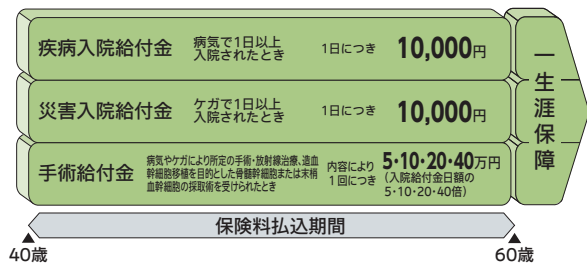 疾病入院給付金
病気で1日以上
入院されたとき
1日につき
10,000円
災害入院給付金
ケガで1日以上
入院されたとき
1日につき
10,000円
手術給付金
病気やケガにより所定の手術・放射線治療、造血
幹細胞移植を目的とした骨髄幹細胞または末梢
血幹細胞の採取術を受けられたとき
内容により
1回につき
5・10・20・40万円
(入院給付金日額の
5・10・20・40倍)
一生涯保障
保険料払込期間
40歳
60歳